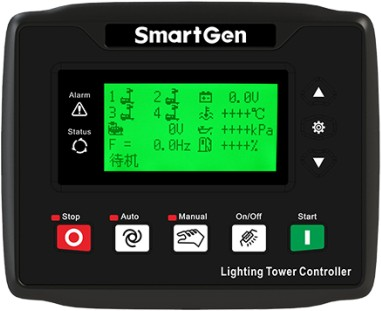 SmartGen
Alarm
Status
1 2 0.0V
3 4 ++++℃
0V ++++kPa
F = 0.0Hz ++++%
待机
Stop
Auto
Manual
On/Off
Start
Lighting Tower Controller